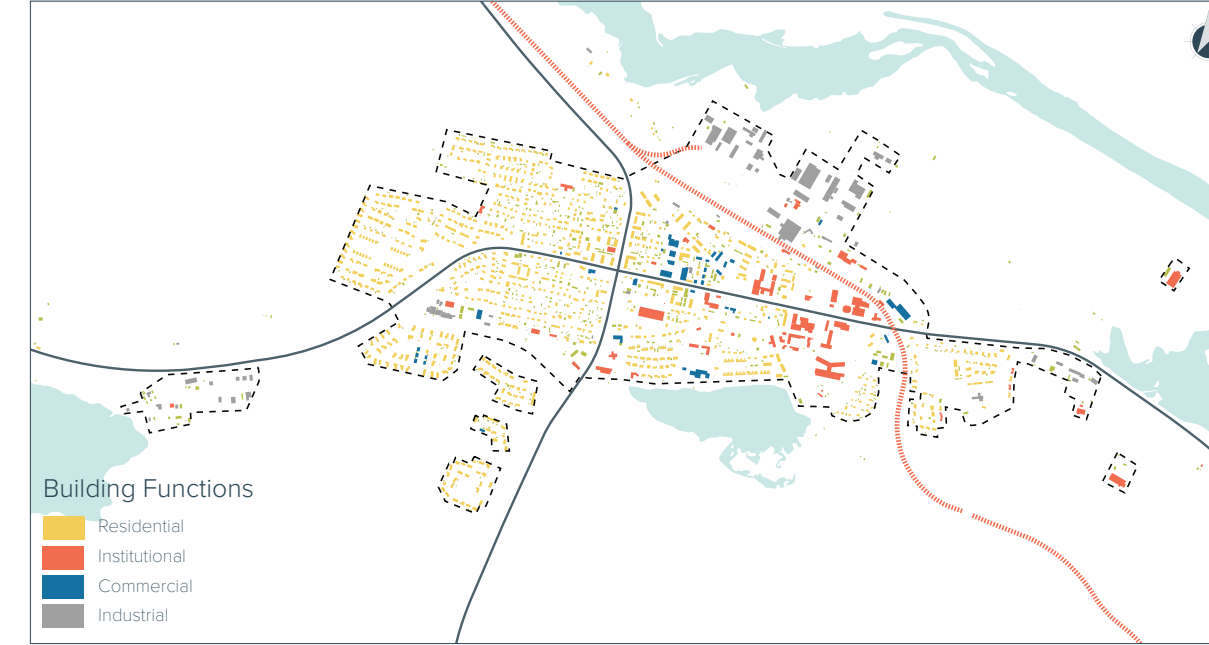 Building Functions
Residential
Institutional
Commercial
Industrial